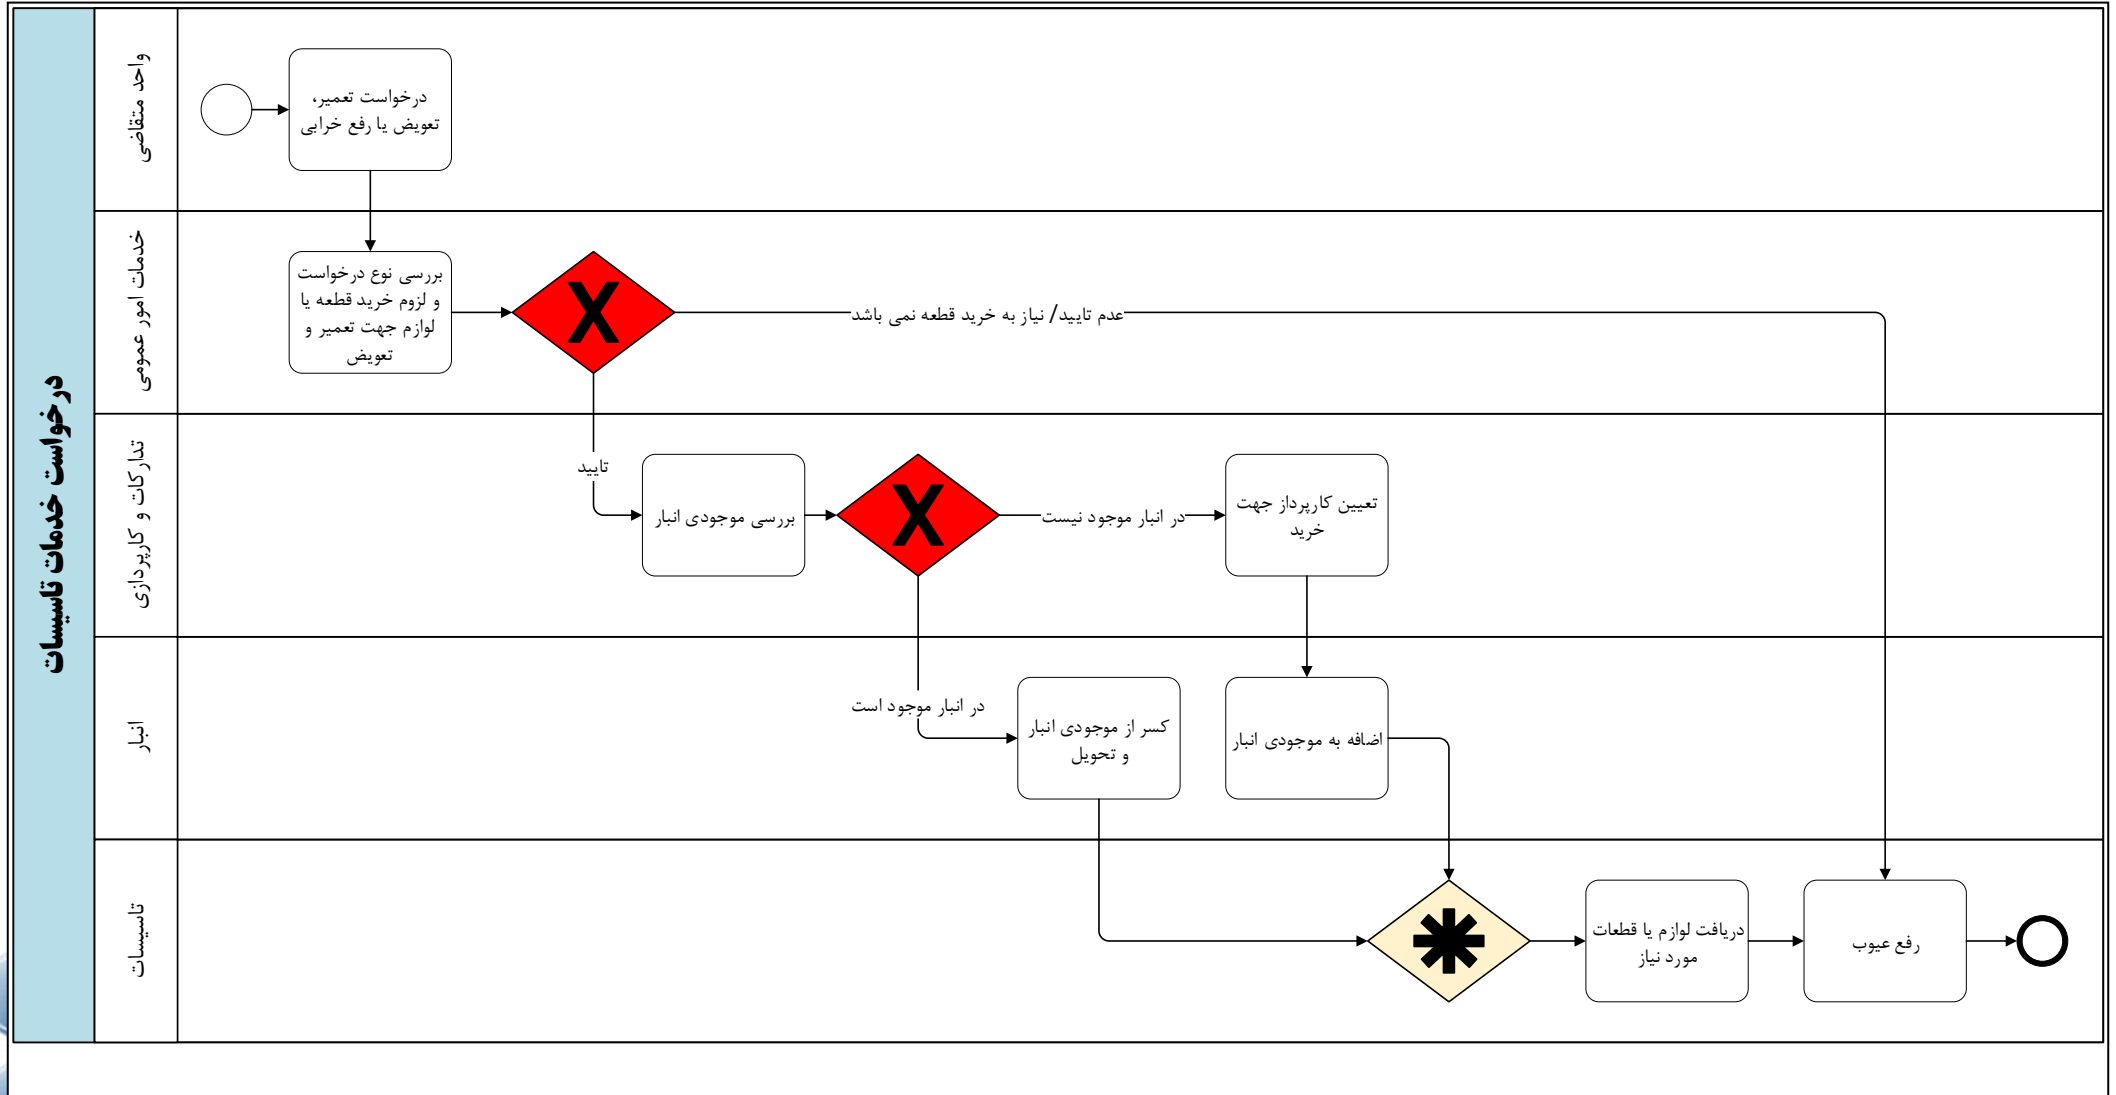 درخواست خدمات تاسیسات
واحد متقاضی
درخواست تعمیر،
تعویض یا رفع خرابی
خدمات امور عمومی
بررسی نوع درخواست
و لزوم خرید قطعه یا
لوازم جهت تعمیر و
تعویض
X
عدم تایید/ نیاز به خرید قطعه نمی باشد
تدارکات و کارپردازی
تایید
بررسی موجودی انبار
X
در انبار موجود نیست
تعیین کارپرداز جهت
خرید
انبار
در انبار موجود است
کسر از موجودی انبار
و تحویل
اضافه به موجودی انبار
تاسیسات
دریافت لوازم یا قطعات
مورد نیاز
رفع عیوب